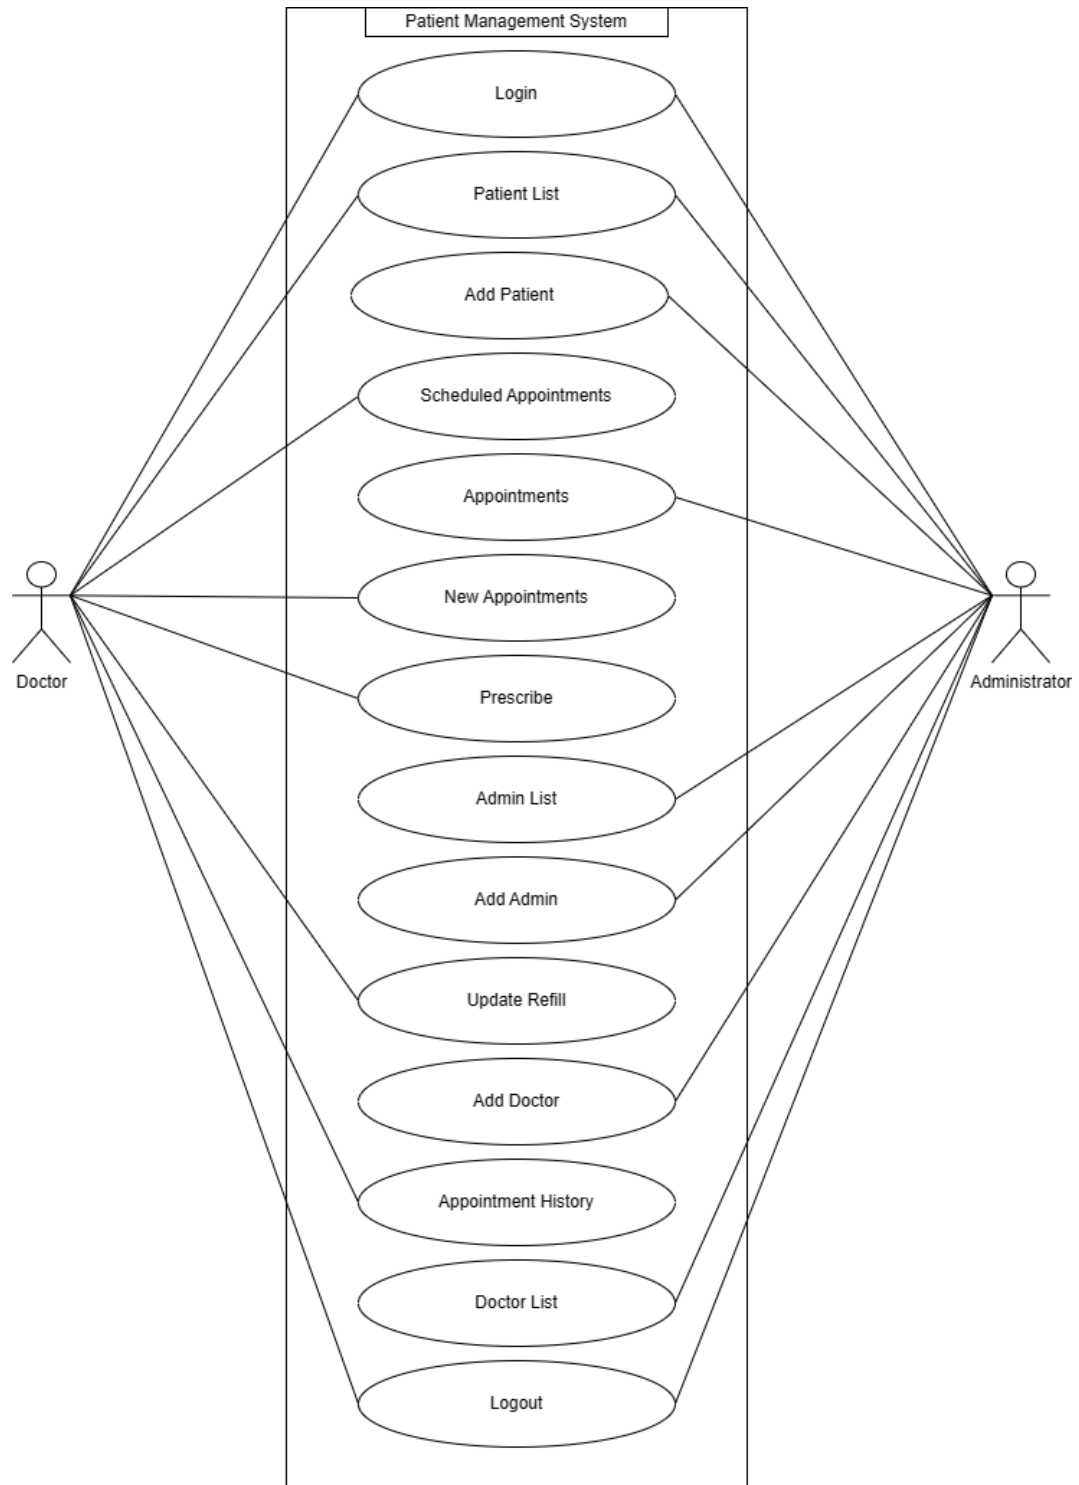 Patient Management System
Login
Patient List
Add Patient
Scheduled Appointments
Appointments
New Appointments
Doctor
Administrator
Prescribe
Admin List
Add Admin
Update Refill
Add Doctor
Appointment History
Doctor List
Logout